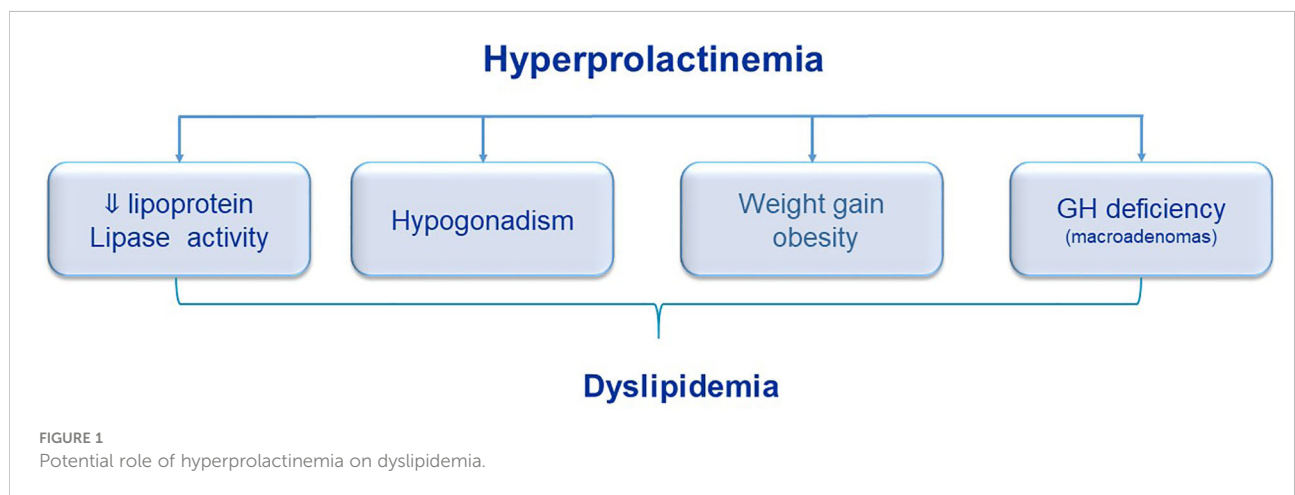 Hyperprolactinemia
⇓ lipoprotein
Lipase activity
Hypogonadism
Weight gain
obesity
GH deficiency
(macroadenomas)
Dyslipidemia
FIGURE 1
Potential role of hyperprolactinemia on dyslipidemia.